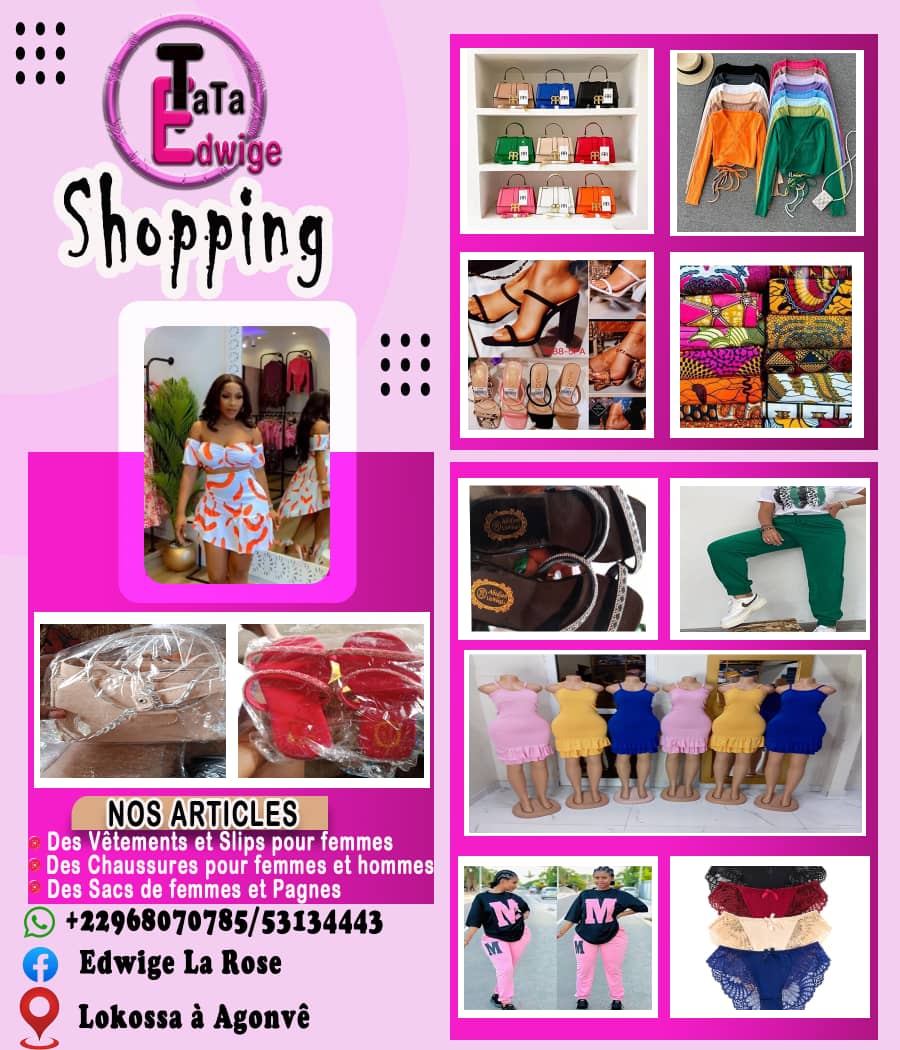 TaTa
Edwige
Shopping
NOS ARTICLES
Des Vêtements et Slips pour femmes
Des Chaussures pour femmes et hommes
Des Sacs de femmes et Pagnes
+22968070785/53134443
Edwige La Rose
Lokossa à Agonvê
M
M
M
M